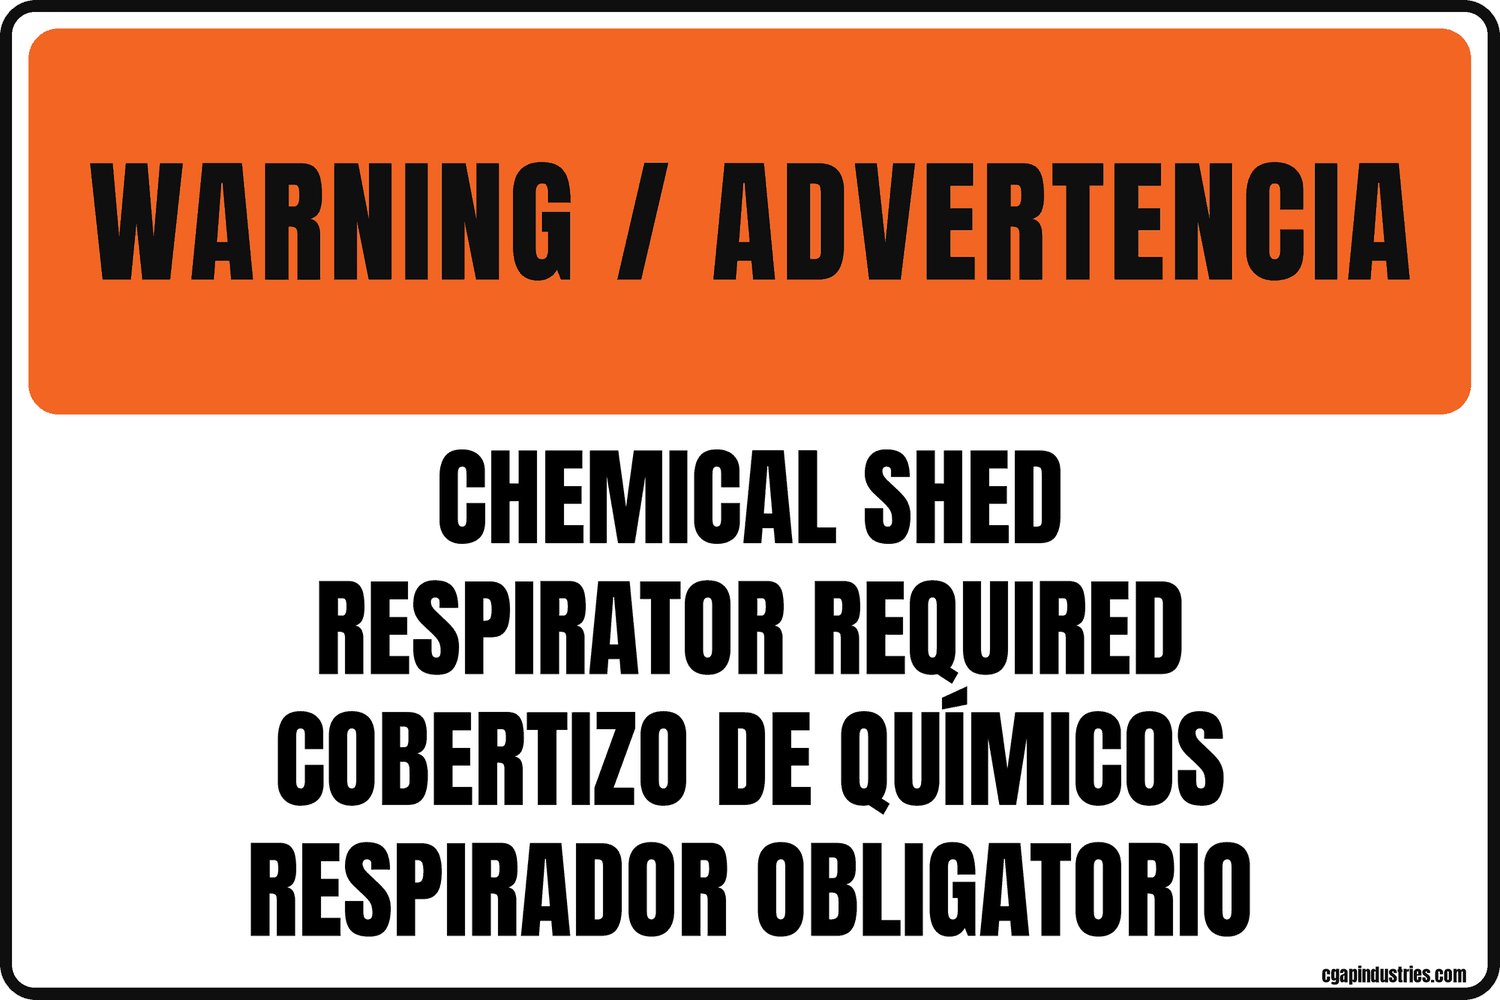 WARNING / ADVERTENCIA
CHEMICAL SHED
RESPIRATOR REQUIRED
COBERTIZO DE QUÍMICOS
RESPIRADOR OBLIGATORIO
cgapindustries.com